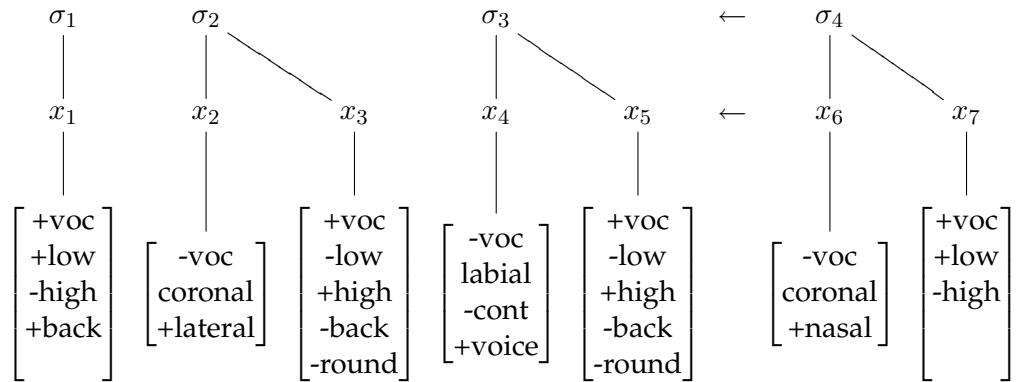 σ₁ σ₂ σ₃ ← σ₄
x₁ x₂ x₃ x₄ x₅ ← x₆ x₇
+voc +low -high +back
-voc coronal +lateral
+voc -low +high -back -round
-voc labial -cont +voice
+voc -low +high -back -round
-voc coronal +nasal
+voc +low -high